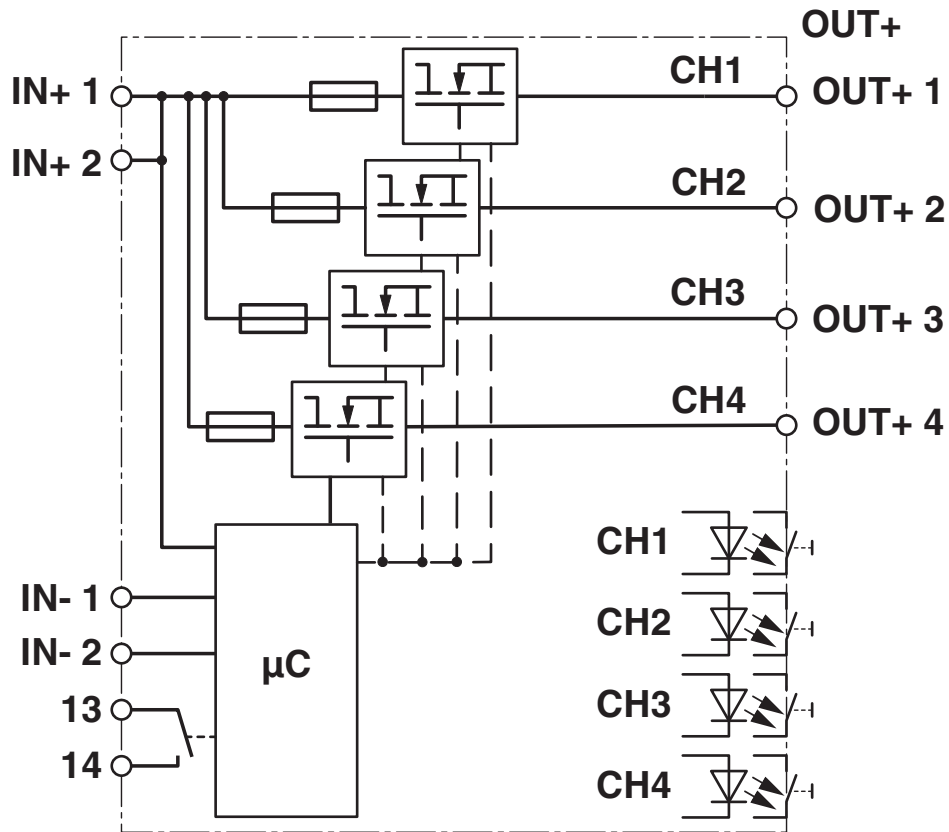 OUT+
IN+ 1
CH1
OUT+ 1
IN+ 2
CH2
OUT+ 2
CH3
OUT+ 3
CH4
OUT+ 4
CH1
IN- 1
CH2
IN- 2
µC
13
CH3
14
CH4